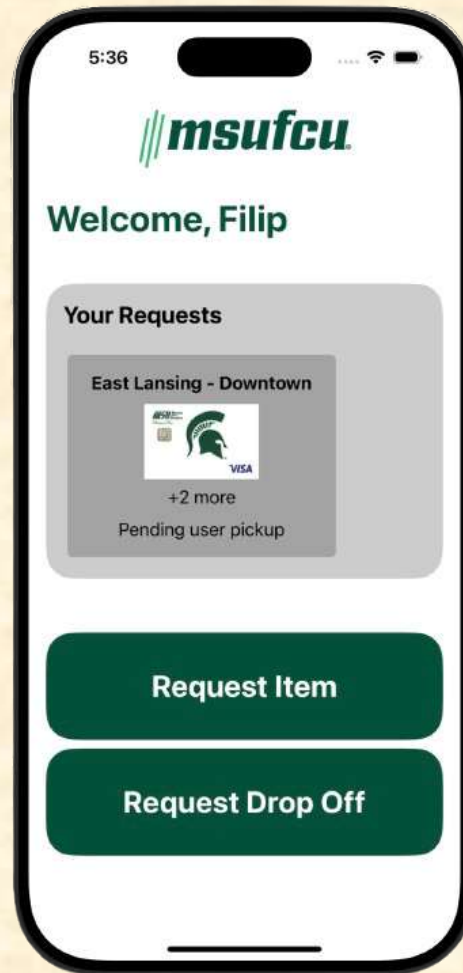 5:36
msufcu
Welcome, Filip
Your Requests
East Lansing - Downtown
VISA
+2 more
Pending user pickup
Request Item
Request Drop Off